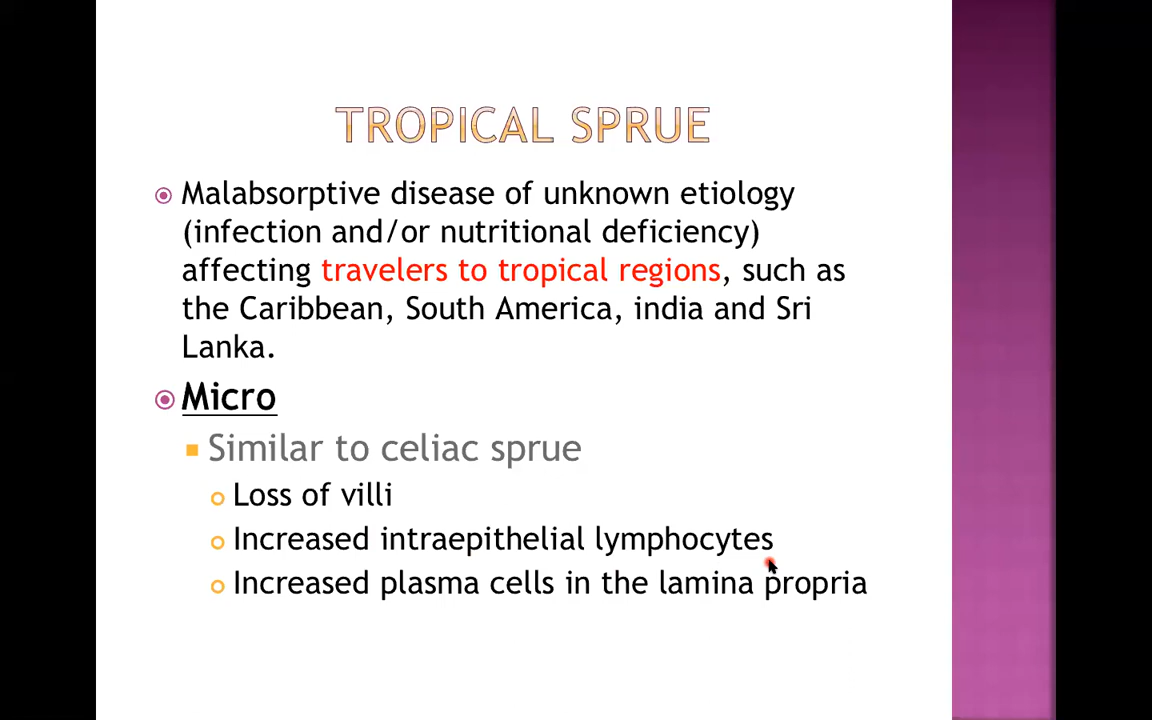 TROPICAL SPRUE
Malabsorptive disease of unknown etiology
(infection and/or nutritional deficiency)
affecting travelers to tropical regions, such as
the Caribbean, South America, india and Sri
Lanka.
Micro
Similar to celiac sprue
Loss of villi
Increased intraepithelial lymphocytes
Increased plasma cells in the lamina propria